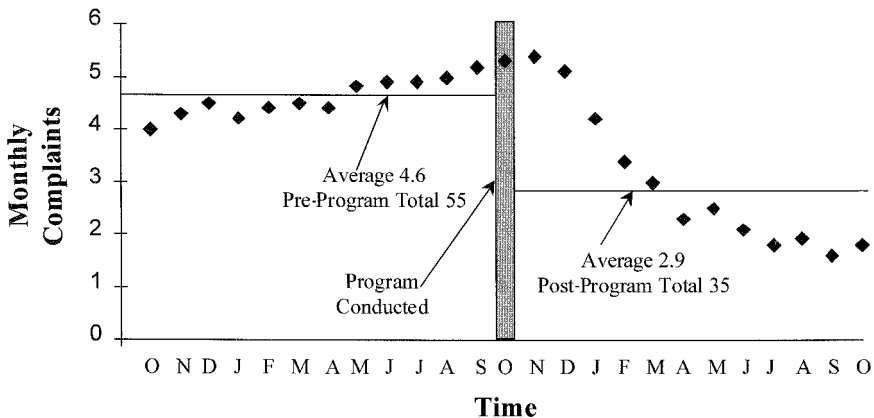 6
5
4
3
2
1
0
Monthly
Complaints
Average 4.6
Pre-Program Total 55
Program
Conducted
Average 2.9
Post-Program Total 35
O N D J F M A M J J A S O N D J F M A M J J A S O
Time